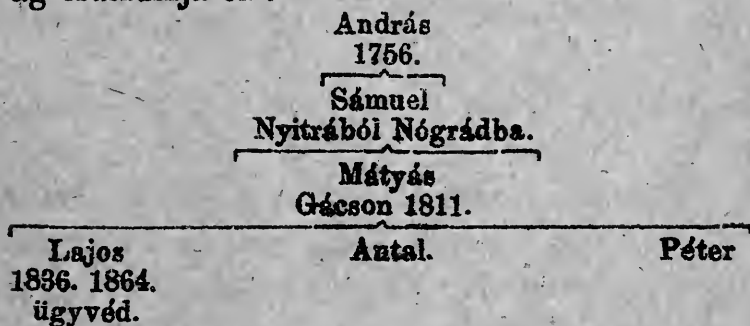 András
1756.
Sámuel
Nyitrából Nógrádba.
Mátyás
Gácson 1811.
Lajos Antal. Péter
1836. 1864.
ügyvéd.